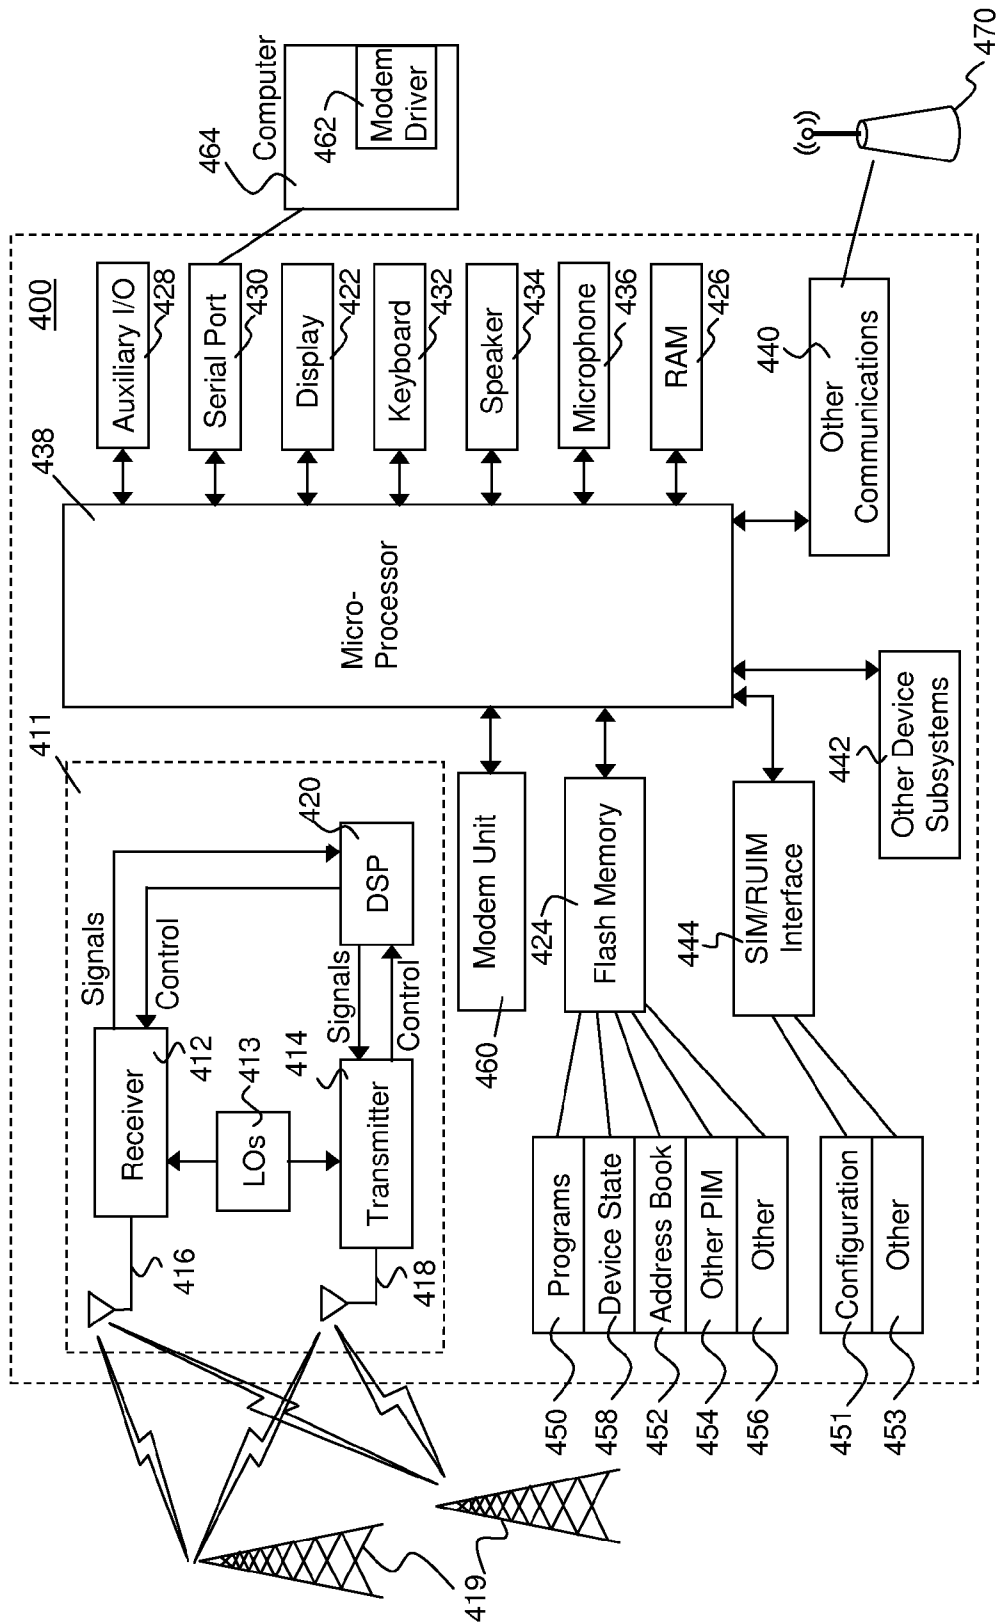 400
411
Signals
Control
Receiver
412
LOs
413
414
Transmitter
Signals
Control
DSP
420
416
418
419
438
Micro-
Processor
Auxiliary I/O
428
Serial Port
430
Display
422
Keyboard
432
Speaker
434
Microphone
436
RAM
426
Computer
464
462
Modem
Driver
Modem Unit
460
Flash Memory
424
Programs
450
Device State
458
Address Book
452
Other PIM
454
Other
456
SIM/RUIM
Interface
444
Configuration
451
Other
453
Other Device
Subsystems
442
Other
Communications
440
470